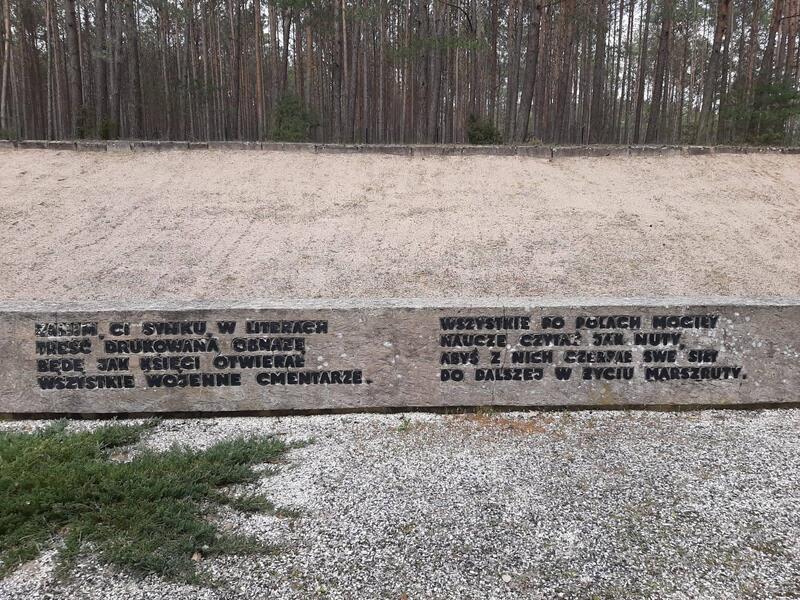 ZANIM CI SYNKU W LITERACH
TREŚĆ DRUKOWANĄ OBNAŻĘ
BĘDĘ JAK KSIĘGI OTWIERAŁ
WSZYSTKIE WOJENNE CMENTARZE.
WSZYSTKIE PO POLACH MOGIŁY
NAUCZĘ CZYTAĆ JAK NUTY,
ABYŚ Z NICH CZERPAŁ SWE SIŁY
DO DALSZEJ W ŻYCIU MARSZRUTY.